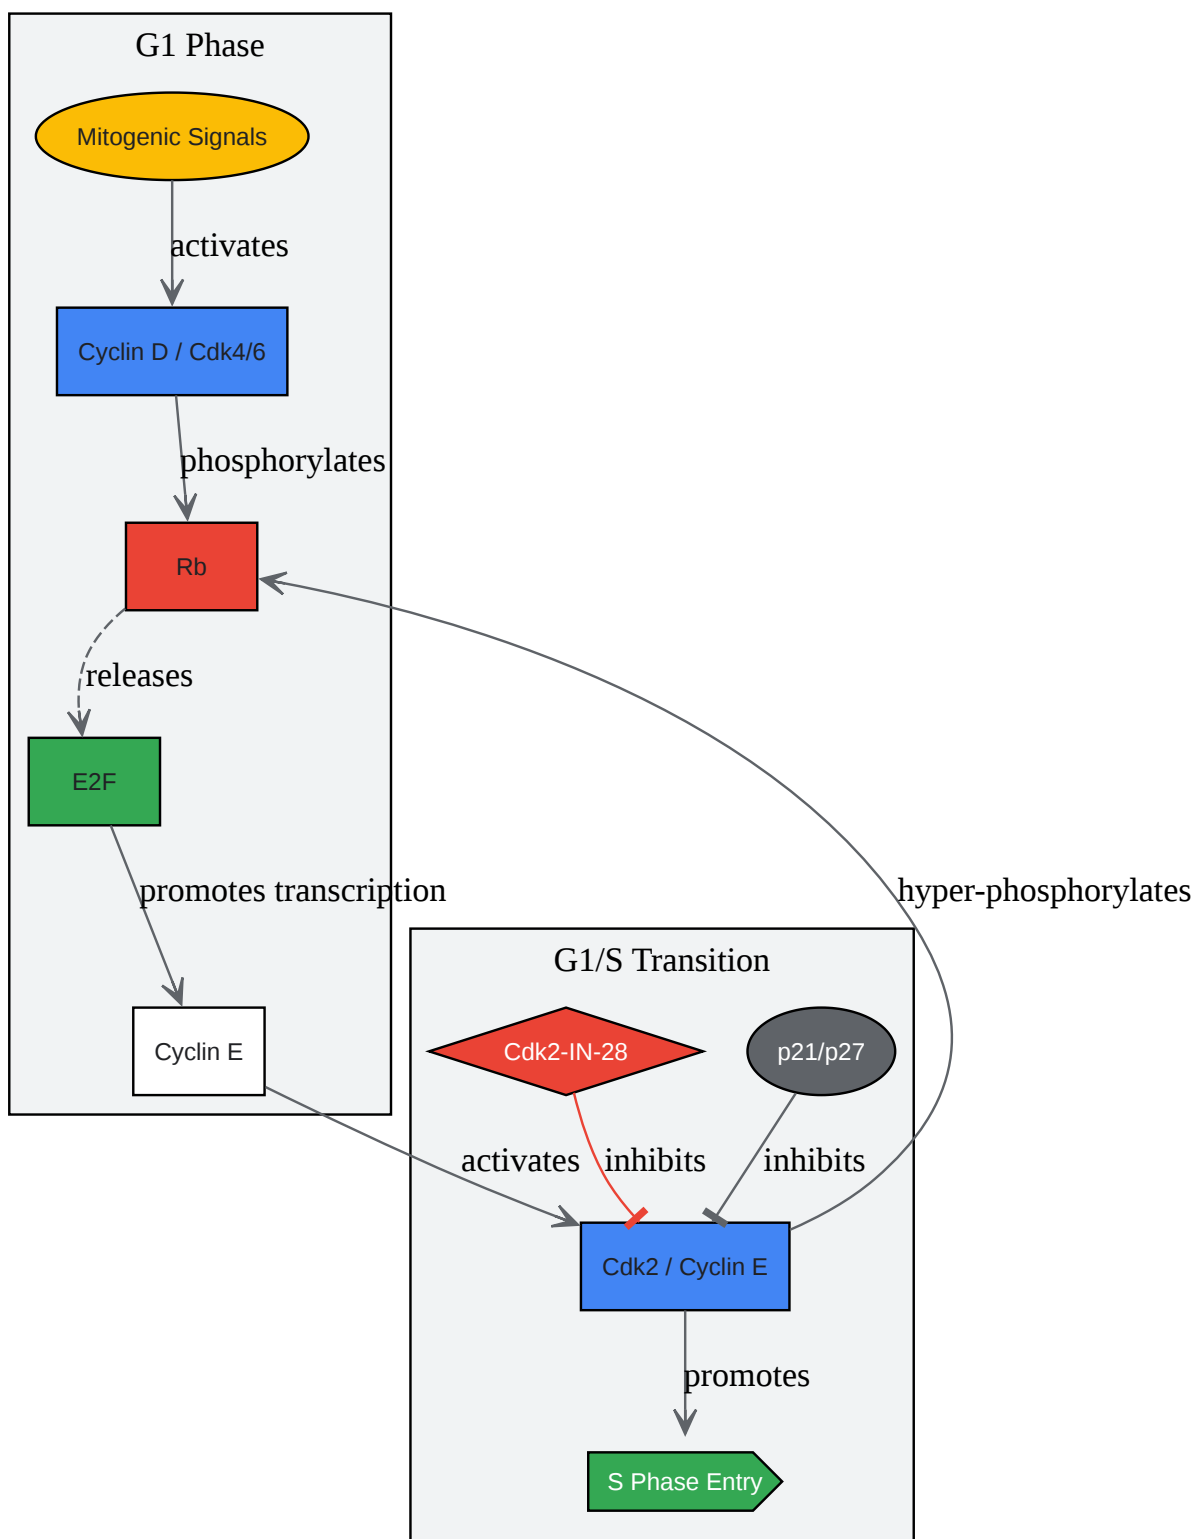 G1 Phase
Mitogenic Signals
activates
Cyclin D / Cdk4/6
phosphorylates
Rb
releases
E2F
promotes transcription
hyper-phosphorylates
G1/S Transition
Cyclin E
Cdk2-IN-28
p21/p27
activates
inhibits
inhibits
Cdk2 / Cyclin E
promotes
S Phase Entry